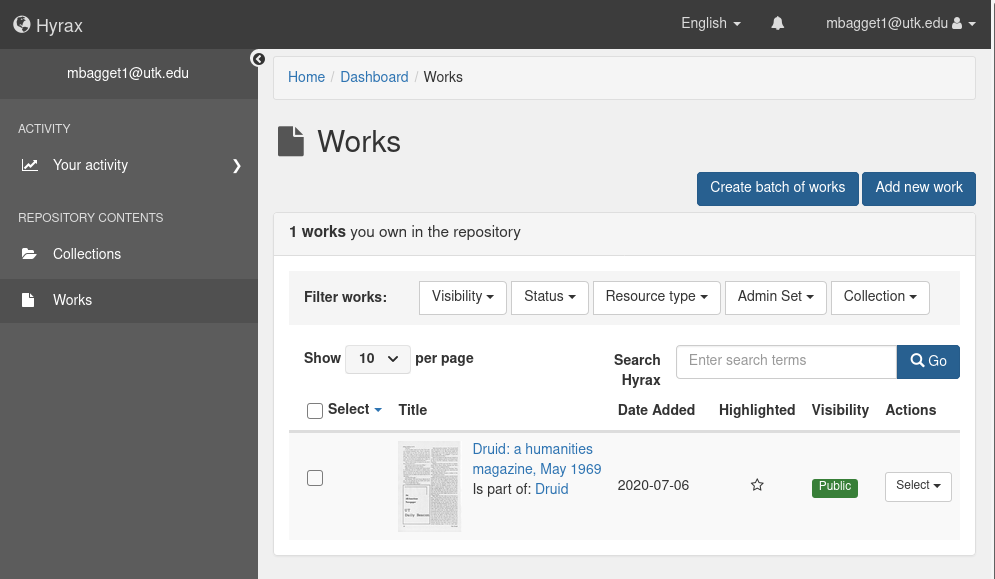 Hyrax
English
mbagget1@utk.edu
mbagget1@utk.edu
ACTIVITY
Your activity
REPOSITORY CONTENTS
Collections
Works
Home / Dashboard / Works
Works
Create batch of works
Add new work
1 works you own in the repository
Filter works:
Visibility
Status
Resource type
Admin Set
Collection
Show 10 per page
Search
Hyrax
Enter search terms
Go
Select Title Date Added Highlighted Visibility Actions
Druid: a humanities
magazine, May 1969
Is part of: Druid
2020-07-06
Public
Select